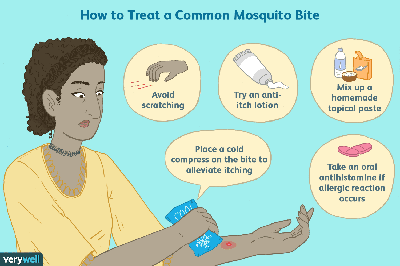 How to Treat a Common Mosquito Bite
Avoid
scratching
Try an anti-
itch lotion
Mix up a
homemade
topical paste
Place a cold
compress on the bite to
alleviate itching
Take an oral
antihistamine if
allergic reaction
occurs
COOL
verywell